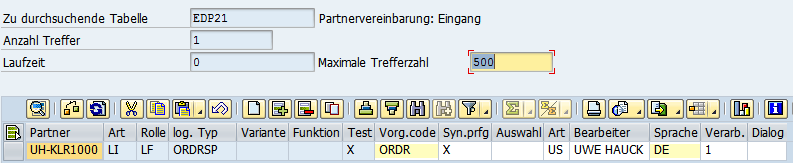 Zu durchsuchende Tabelle EDP21 Partnervereinbarung: Eingang
Anzahl Treffer 1
Laufzeit 0 Maximale Trefferzahl 500
Partner Art Rolle log. Typ Variante Funktion Test Vorg.code Syn.prfg Auswahl Art Bearbeiter Sprache Verarb. Dialog
UH-KLR1000 LI LF ORDRSP X ORDR X US UWE HAUCK DE 1